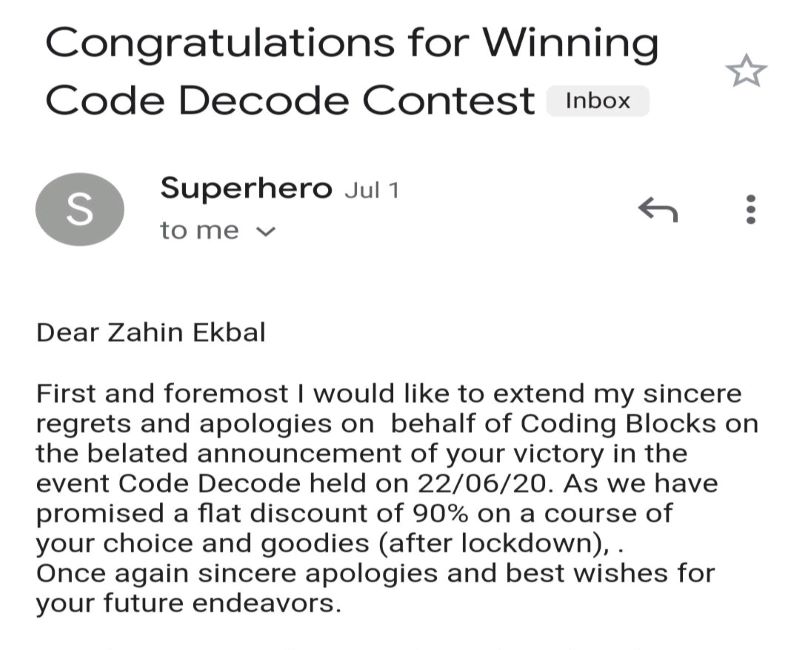 Congratulations for Winning
Code Decode Contest Inbox
S
Superhero Jul 1
to me
Dear Zahin Ekbal
First and foremost I would like to extend my sincere
regrets and apologies on  behalf of Coding Blocks on
the belated announcement of your victory in the
event Code Decode held on 22/06/20. As we have
promised a flat discount of 90% on a course of
your choice and goodies (after lockdown), .
Once again sincere apologies and best wishes for
your future endeavors.